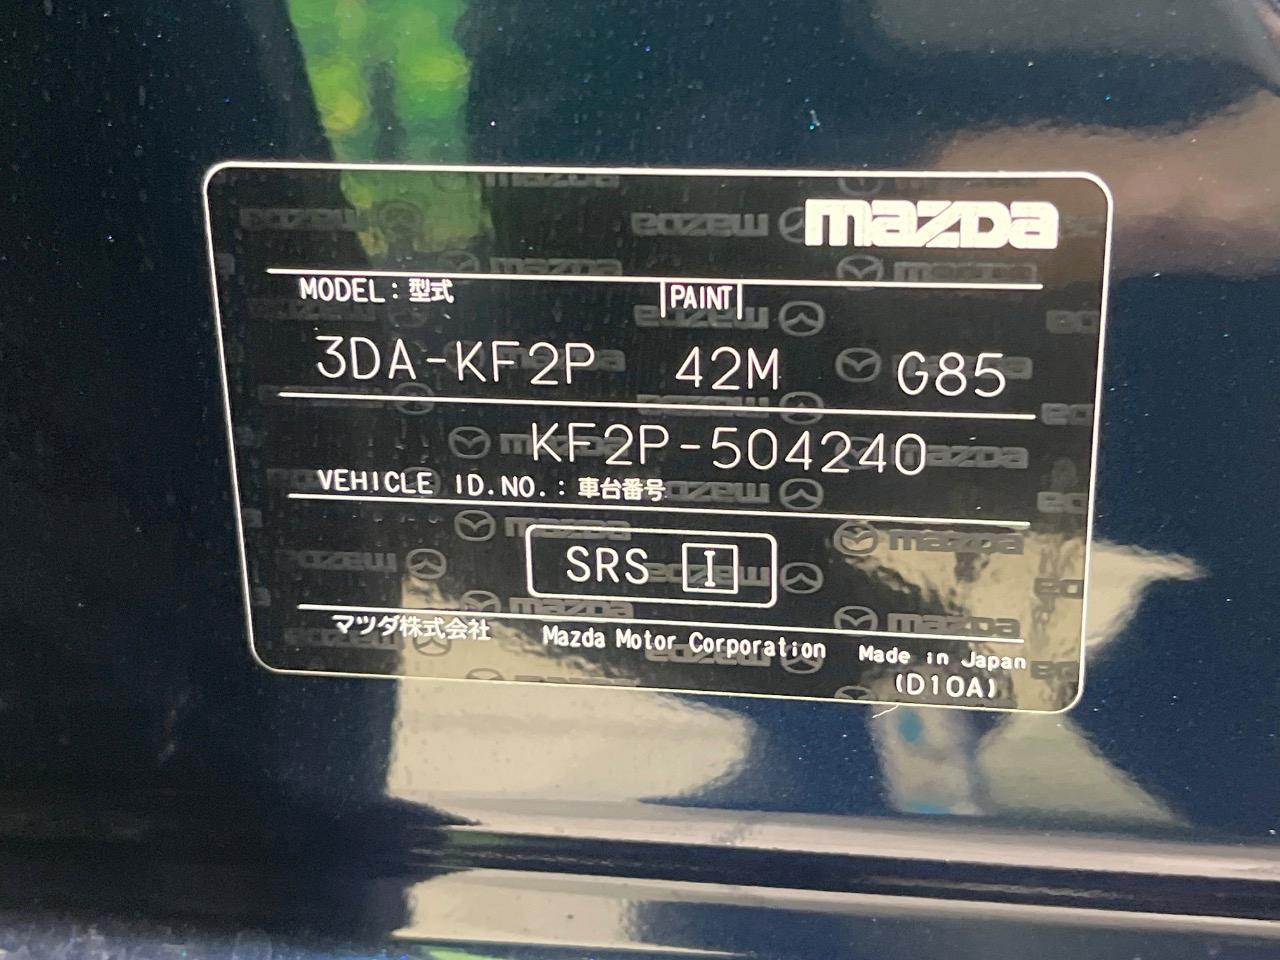 mazda
MODEL : 型式 PAINT
3DA-KF2P 42M G85
KF2P-504240
VEHICLE ID.NO. : 車台番号
SRS I
マツダ株式会社 Mazda Motor Corporation Made in Japan
(D10A)